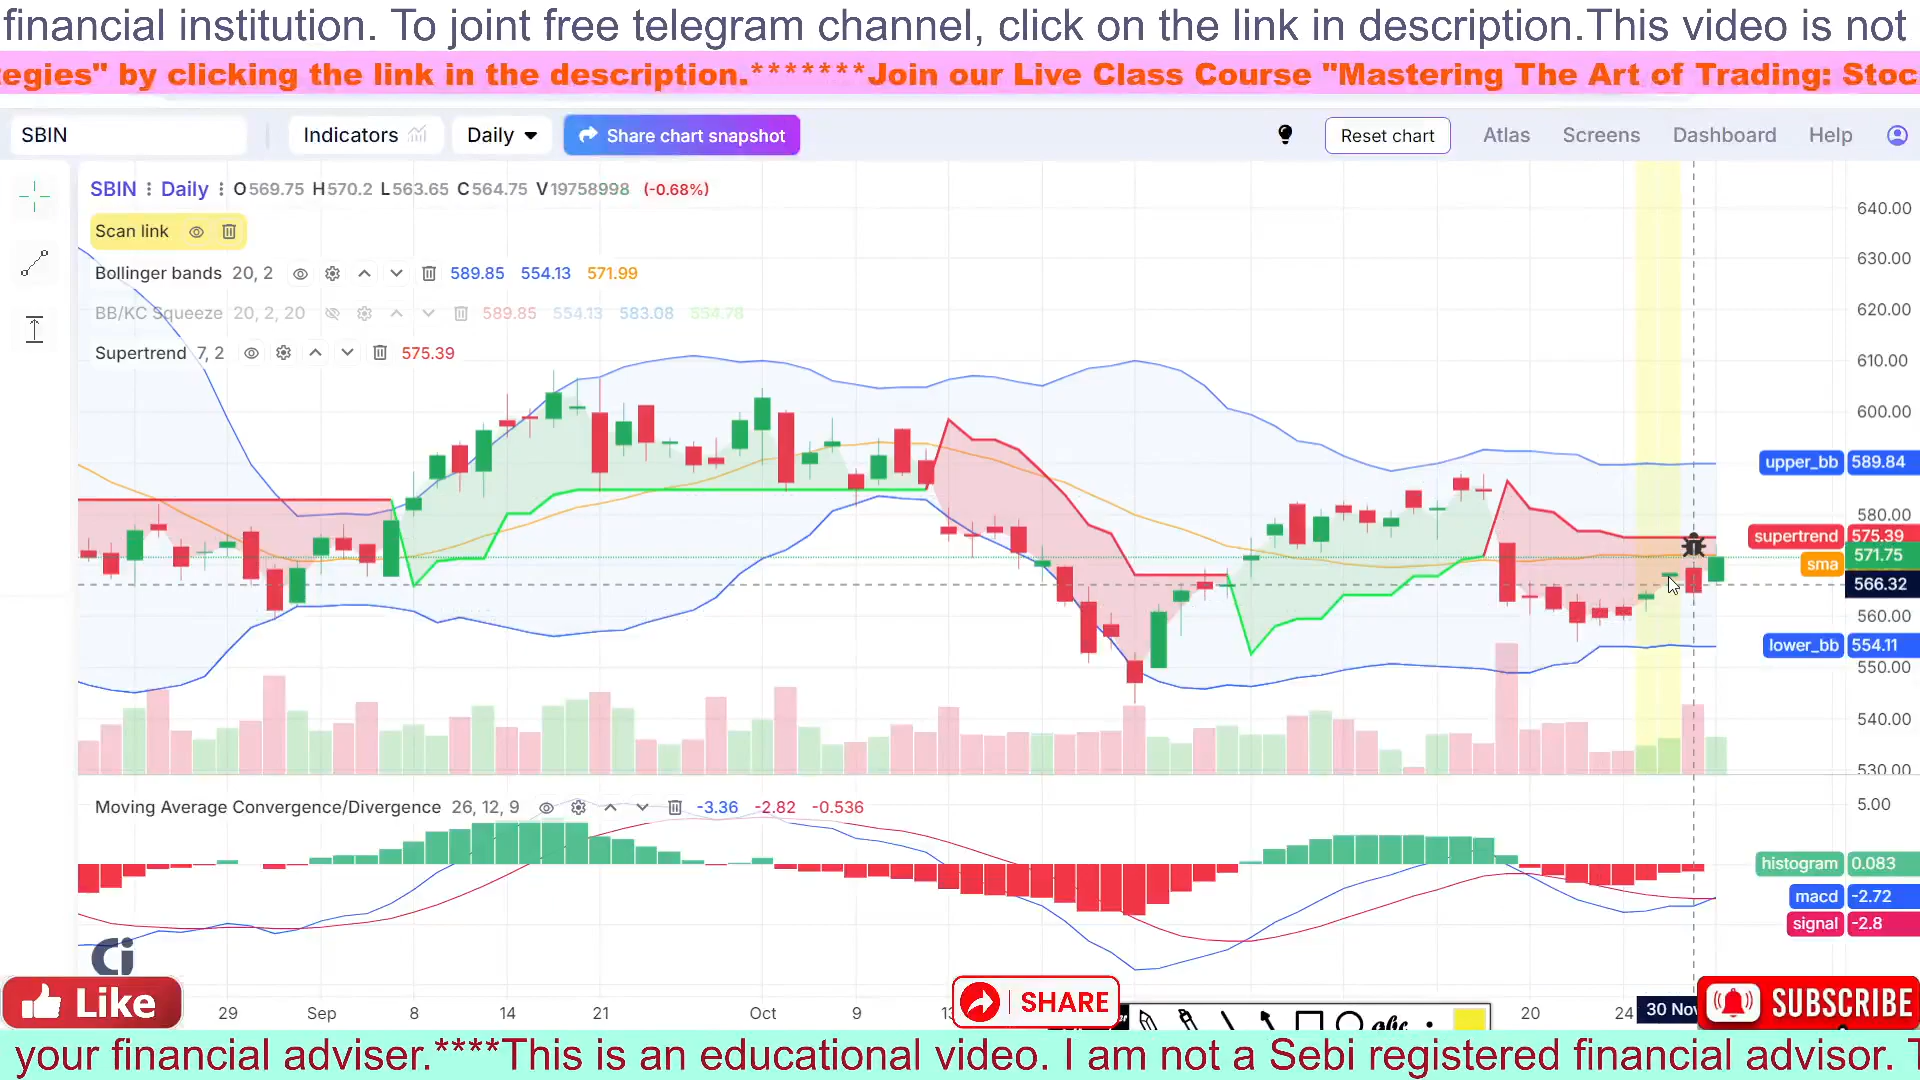 financial institution. To joint free telegram channel, click on the link in description.This video is not
tegies" by clicking the link in the description.*******Join our Live Class Course "Mastering The Art of Trading: Stoc
SBIN Indicators Daily Share chart snapshot Reset chart Atlas Screens Dashboard Help
SBIN Daily O569.75 H570.2 L563.65 C564.75 V19758998 (-0.68%)
640.00
Scan link
630.00
Bollinger bands 20, 2 589.85 554.13 571.99
BB/KC Squeeze 20, 2, 20 589.85 554.13 583.08 554.78
620.00
Supertrend 7, 2 575.39
610.00
600.00
upper_bb 589.84
580.00
supertrend 575.39
571.75
sma
566.32
560.00
lower_bb 554.11
550.00
540.00
530.00
Moving Average Convergence/Divergence 26, 12, 9 -3.36 -2.82 -0.536
5.00
histogram 0.083
macd -2.72
signal -2.8
Ci
Like
SHARE
SUBSCRIBE
29 Sep 8 14 21 Oct 9 20 24 30 Nov
abc
your financial adviser.****This is an educational video. I am not a Sebi registered financial advisor. T